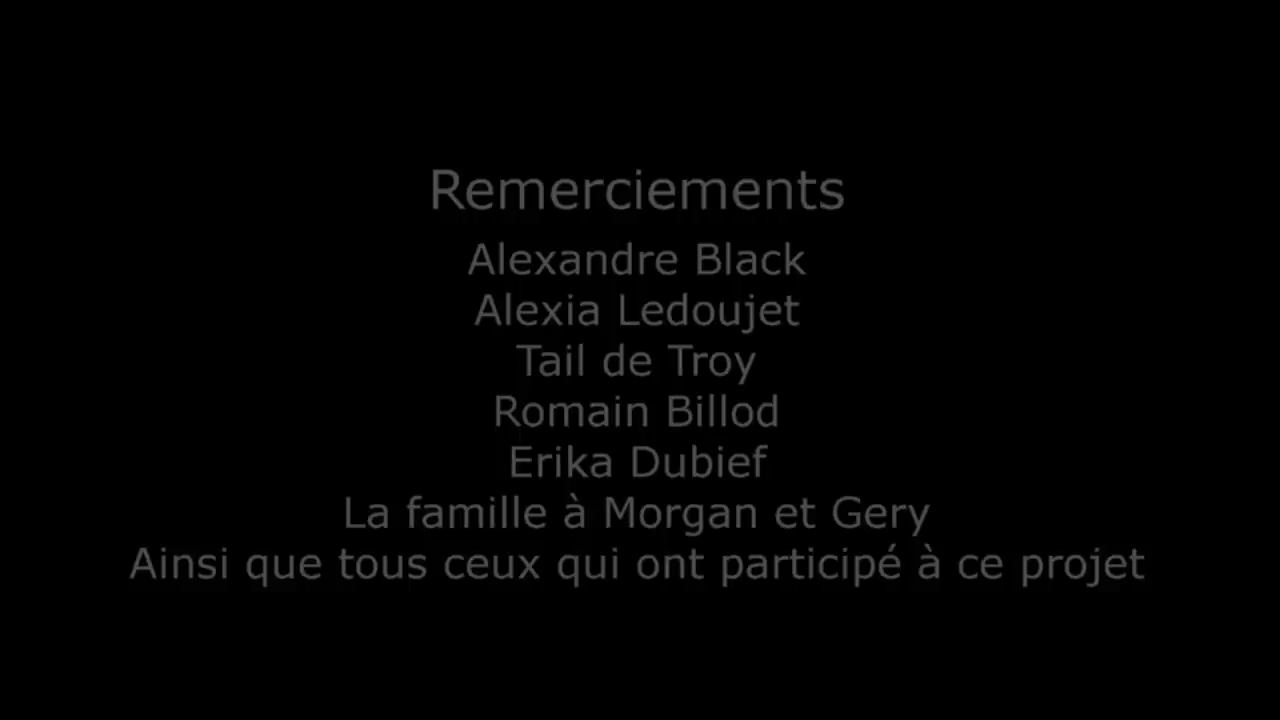 Remerciements
Alexandre Black
Alexia Ledoujet
Tail de Troy
Romain Billod
Erika Dubief
La famille à Morgan et Gery
Ainsi que tous ceux qui ont participé à ce projet